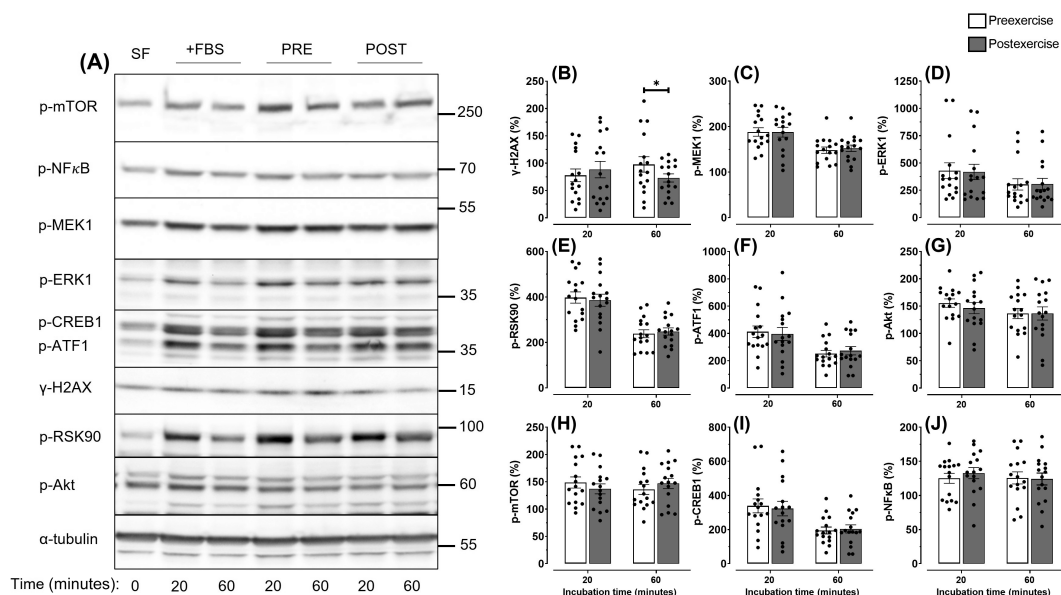 Preexercise
Postexercise
(A)
SF +FBS PRE POST
p-mTOR 250
p-NFκB 70
p-MEK1 55
p-ERK1 35
p-CREB1
p-ATF1 35
γ-H2AX 15
p-RSK90 100
p-Akt 60
α-tubulin 55
Time (minutes): 0 20 60 20 60 20 60
(B)
γ-H2AX (%)
250
200
150
100
50
0
*
20 60
(C)
p-MEK1 (%)
300
200
100
0
20 60
(D)
p-ERK1 (%)
1250
1000
750
500
250
0
20 60
(E)
p-RSK90 (%)
600
400
200
0
20 60
(F)
p-ATF1 (%)
1000
800
600
400
200
0
20 60
(G)
p-Akt (%)
250
200
150
100
50
0
20 60
(H)
p-mTOR (%)
250
200
150
100
50
0
20 60
Incubation time (minutes)
(I)
p-CREB1 (%)
800
600
400
200
0
20 60
Incubation time (minutes)
(J)
p-NFκB (%)
200
150
100
50
0
20 60
Incubation time (minutes)